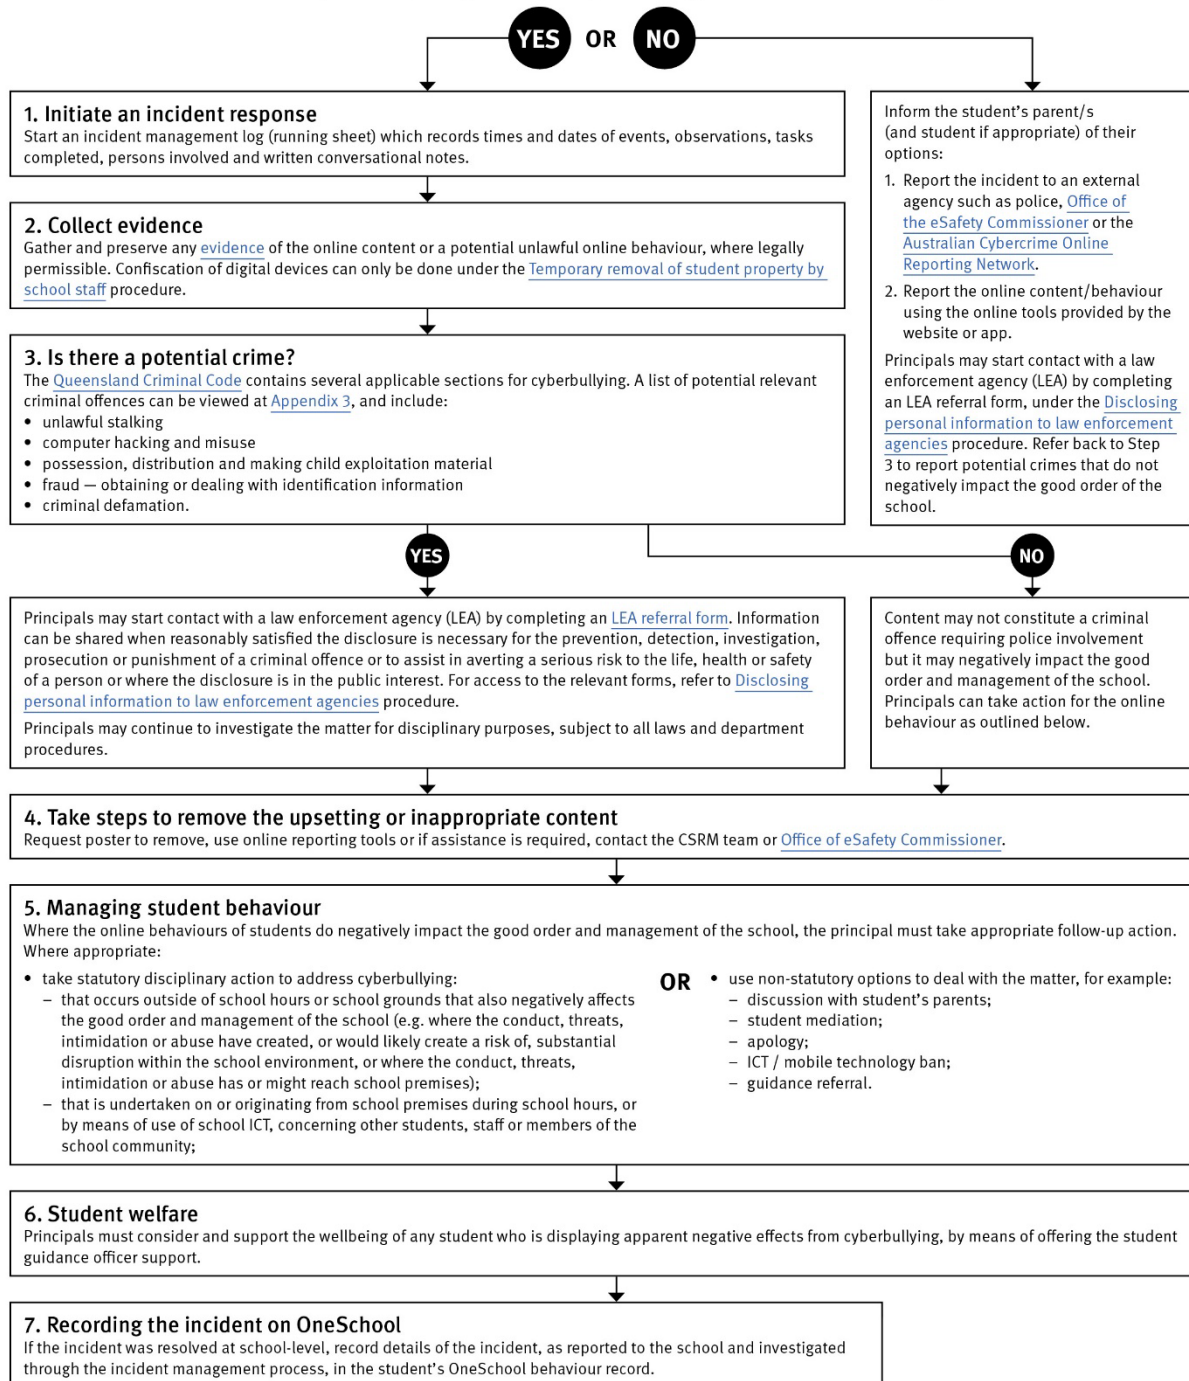 YES OR NO
1. Initiate an incident response
Start an incident management log (running sheet) which records times and dates of events, observations, tasks
completed, persons involved and written conversational notes.
2. Collect evidence
Gather and preserve any evidence of the online content or a potential unlawful online behaviour, where legally
permissible. Confiscation of digital devices can only be done under the Temporary removal of student property by
school staff procedure.
3. Is there a potential crime?
The Queensland Criminal Code contains several applicable sections for cyberbullying. A list of potential relevant
criminal offences can be viewed at Appendix 3, and include:
• unlawful stalking
• computer hacking and misuse
• possession, distribution and making child exploitation material
• fraud — obtaining or dealing with identification information
• criminal defamation.
Inform the student's parent/s
(and student if appropriate) of their
options:
1. Report the incident to an external
agency such as police, Office of
the eSafety Commissioner or the
Australian Cybercrime Online
Reporting Network.
2. Report the online content/behaviour
using the online tools provided by the
website or app.
Principals may start contact with a law
enforcement agency (LEA) by completing
an LEA referral form, under the Disclosing
personal information to law enforcement
agencies procedure. Refer back to Step
3 to report potential crimes that do not
negatively impact the good order of the
school.
YES
NO
Principals may start contact with a law enforcement agency (LEA) by completing an LEA referral form. Information
can be shared when reasonably satisfied the disclosure is necessary for the prevention, detection, investigation,
prosecution or punishment of a criminal offence or to assist in averting a serious risk to the life, health or safety
of a person or where the disclosure is in the public interest. For access to the relevant forms, refer to Disclosing
personal information to law enforcement agencies procedure.
Principals may continue to investigate the matter for disciplinary purposes, subject to all laws and department
procedures.
Content may not constitute a criminal
offence requiring police involvement
but it may negatively impact the good
order and management of the school.
Principals can take action for the online
behaviour as outlined below.
4. Take steps to remove the upsetting or inappropriate content
Request poster to remove, use online reporting tools or if assistance is required, contact the CSRM team or Office of eSafety Commissioner.
5. Managing student behaviour
Where the online behaviours of students do negatively impact the good order and management of the school, the principal must take appropriate follow-up action.
Where appropriate:
• take statutory disciplinary action to address cyberbullying:
– that occurs outside of school hours or school grounds that also negatively affects
the good order and management of the school (e.g. where the conduct, threats,
intimidation or abuse have created, or would likely create a risk of, substantial
disruption within the school environment, or where the conduct, threats,
intimidation or abuse has or might reach school premises);
– that is undertaken on or originating from school premises during school hours, or
by means of use of school ICT, concerning other students, staff or members of the
school community;
OR
• use non-statutory options to deal with the matter, for example:
– discussion with student's parents;
– student mediation;
– apology;
– ICT / mobile technology ban;
– guidance referral.
6. Student welfare
Principals must consider and support the wellbeing of any student who is displaying apparent negative effects from cyberbullying, by means of offering the student
guidance officer support.
7. Recording the incident on OneSchool
If the incident was resolved at school-level, record details of the incident, as reported to the school and investigated
through the incident management process, in the student's OneSchool behaviour record.